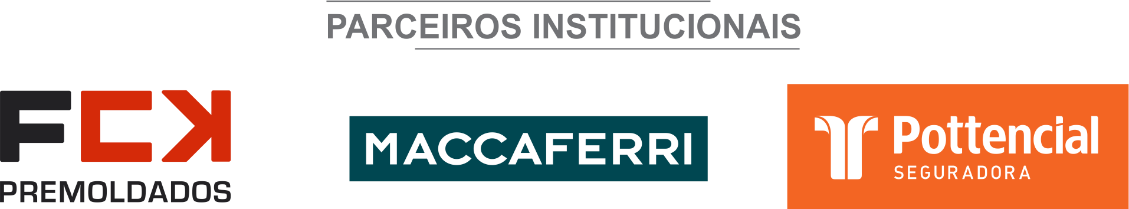 PARCEIROS INSTITUCIONAIS
FCK
PREMOLDADOS
MACCAFERRI
Pottencial
SEGURADORA